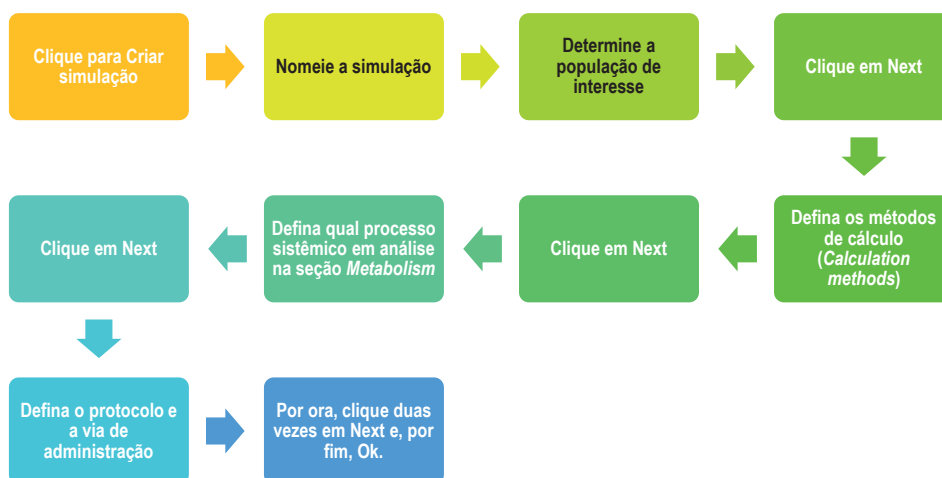 Clique para Criar
simulação
Nomeie a simulação
Determine a
população de
interesse
Clique em Next
Defina os métodos
de cálculo
(Calculation
methods)
Clique em Next
Defina qual processo
sistêmico em análise
na seção Metabolism
Clique em Next
Defina o protocolo e
a via de
administração
Por ora, clique duas
vezes em Next e, por
fim, Ok.